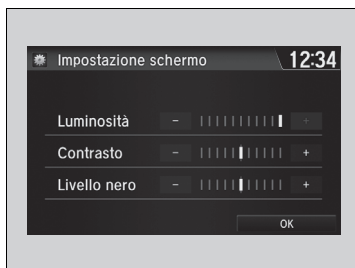 Impostazione schermo
12:34
Luminosità - +
Contrasto - +
Livello nero - +
OK